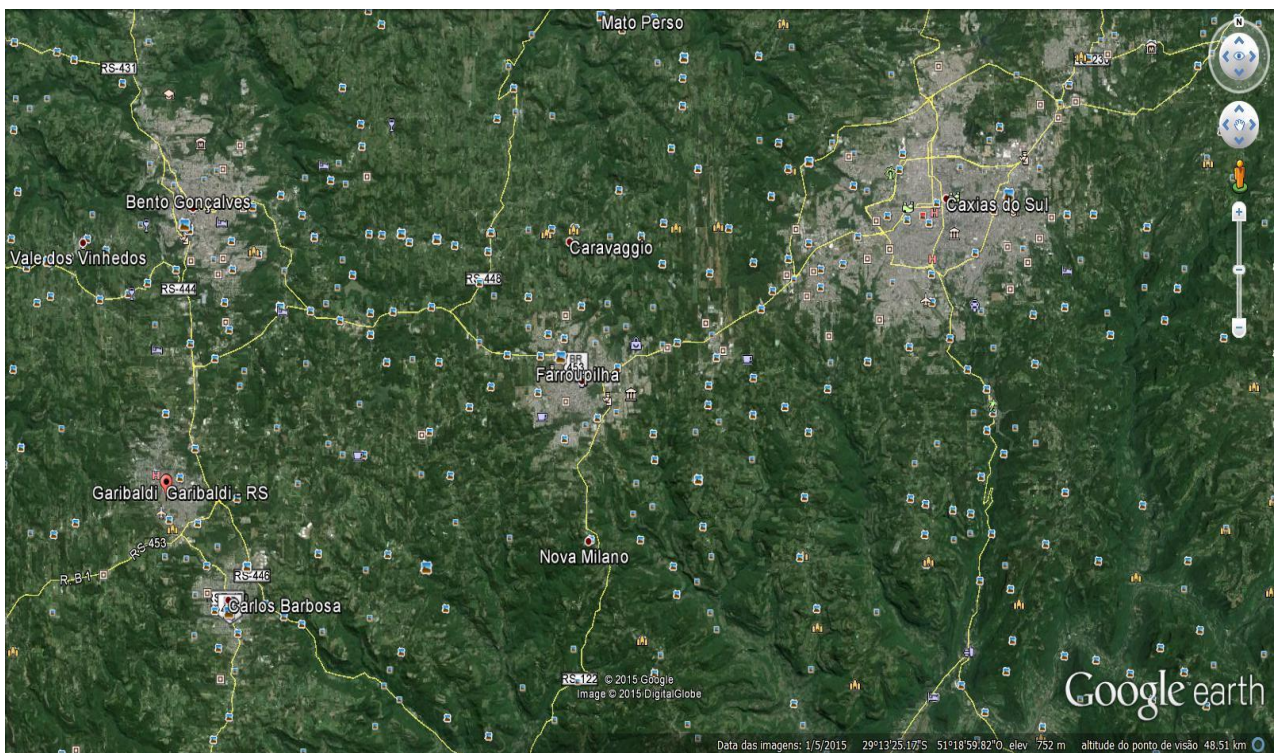 Mato Perso
N
RS-431
Bento Gonçalves
Caxias do Sul
Caravaggio
Vale dos Vinhedos
RS-448
RS-444
BR
453
Farroupilha
Garibaldi Garibaldi - RS
RS-453
Nova Milano
RS-446
Carlos Barbosa
RS-122
© 2015 Google
Image © 2015 DigitalGlobe
Google earth
Data das imagens: 1/5/2015 29°13'25.17"S 51°18'59.82"O elev 752 m altitude do ponto de visão 48.51 km